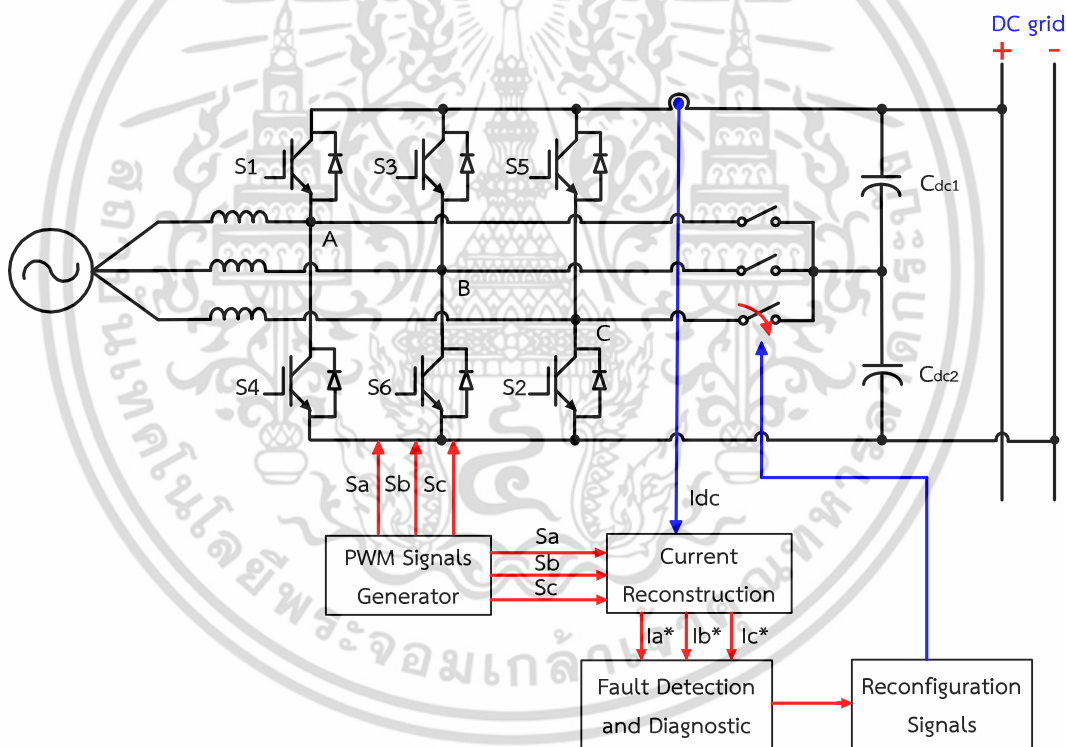 DC grid
+ -
S1
S3
S5
Cdc1
A
B
C
S4
S6
S2
Cdc2
Sa Sb Sc
Idc
PWM Signals
Generator
Sa
Sb
Sc
Current
Reconstruction
Ia* Ib* Ic*
Fault Detection
and Diagnostic
Reconfiguration
Signals